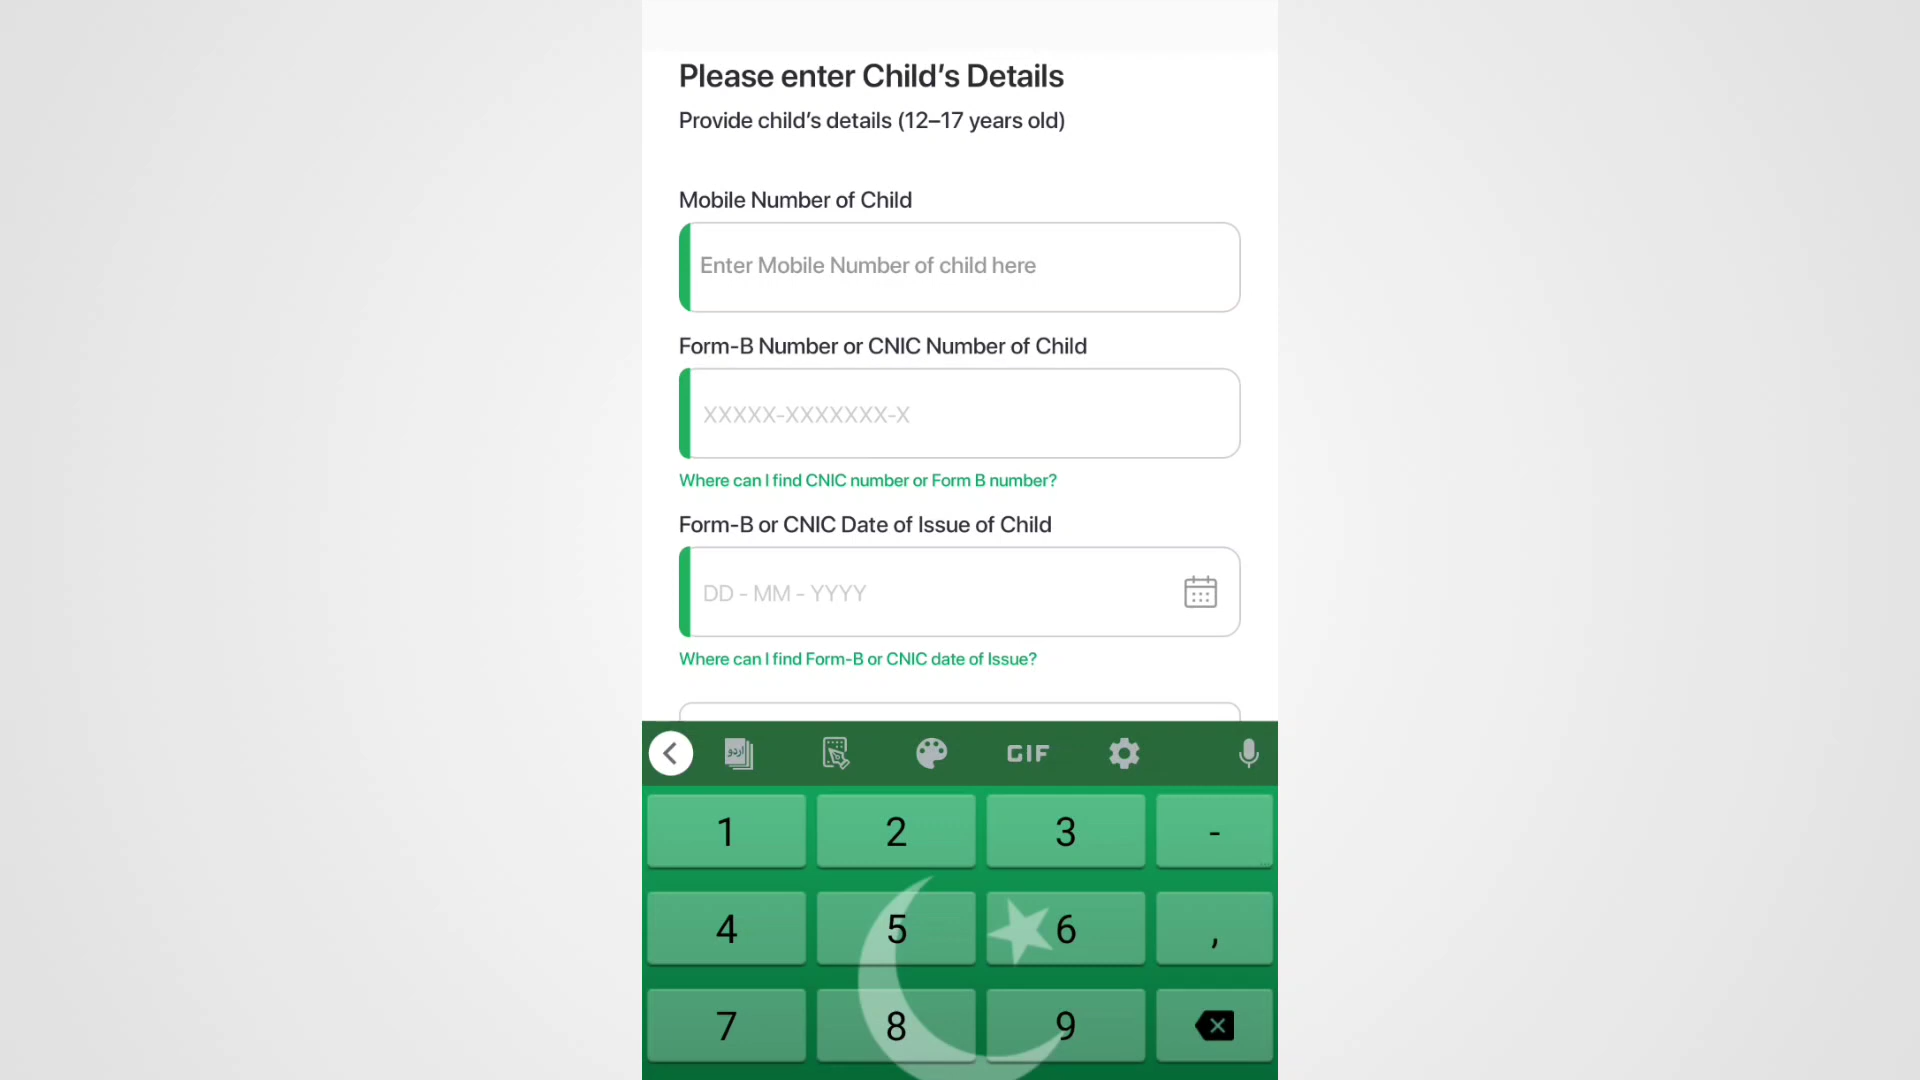 Please enter Child's Details
Provide child's details (12–17 years old)
Mobile Number of Child
Enter Mobile Number of child here
Form-B Number or CNIC Number of Child
XXXXX-XXXXXXX-X
Where can I find CNIC number or Form B number?
Form-B or CNIC Date of Issue of Child
DD - MM - YYYY
Where can I find Form-B or CNIC date of Issue?
اردو GIF
1 2 3 -
4 5 6 ,
7 8 9